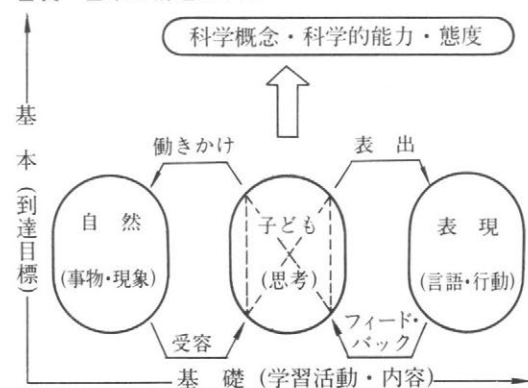 科学概念・科学的能力・態度
基本(到達目標)
働きかけ
表出
自然
(事物・現象)
子ども
(思考)
表現
(言語・行動)
受容
フィード・
バック
基礎(学習活動・内容)